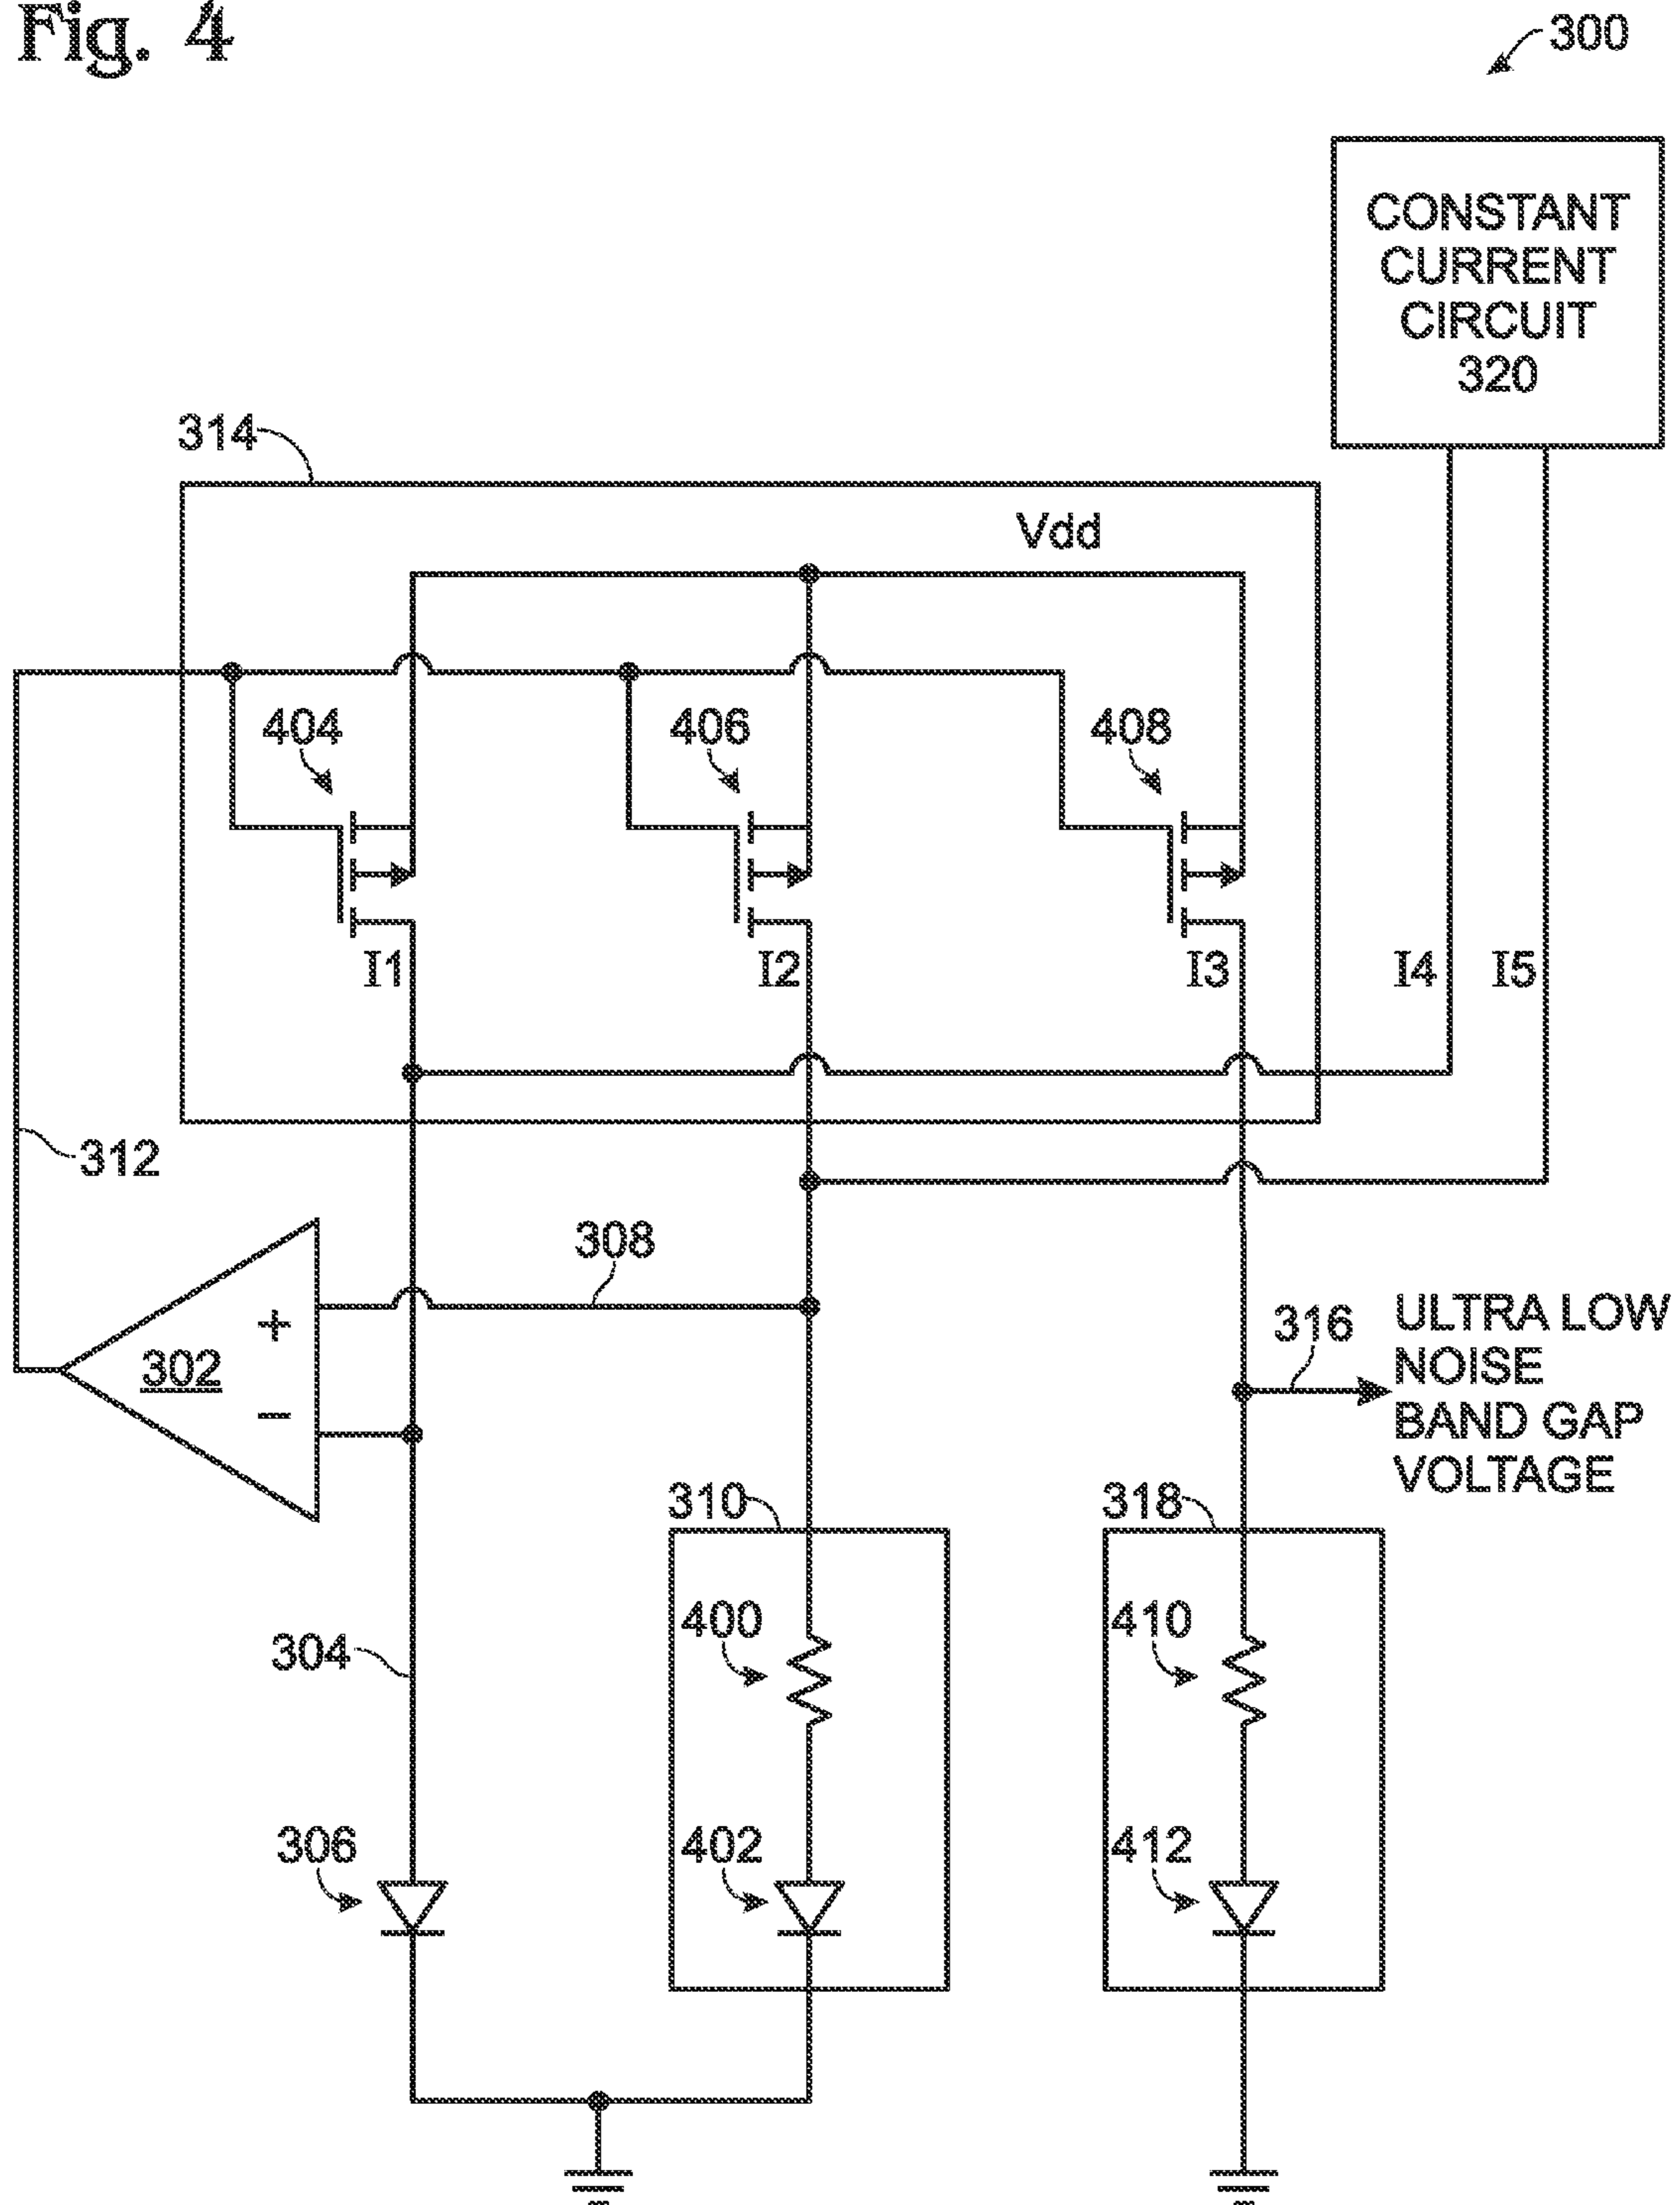 Fig. 4
300
CONSTANT
CURRENT
CIRCUIT
320
314
Vdd
404
406
408
I1
I2
I3
I4
I5
312
308
+
302
−
316
ULTRA LOW
NOISE
BAND GAP
VOLTAGE
310
318
304
400
410
306
402
412